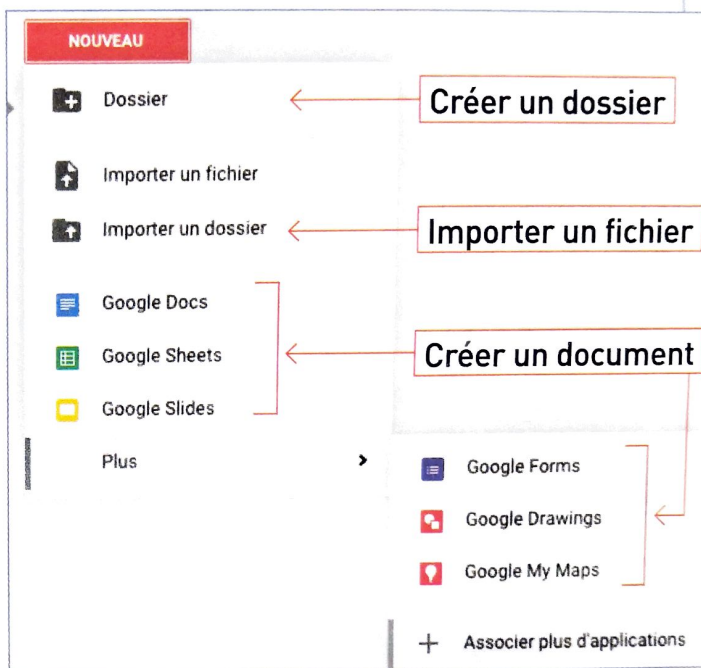 NOUVEAU
Dossier
Créer un dossier
Importer un fichier
Importer un dossier
Importer un fichier
Google Docs
Google Sheets
Créer un document
Google Slides
Plus
Google Forms
Google Drawings
Google My Maps
Associer plus d'applications